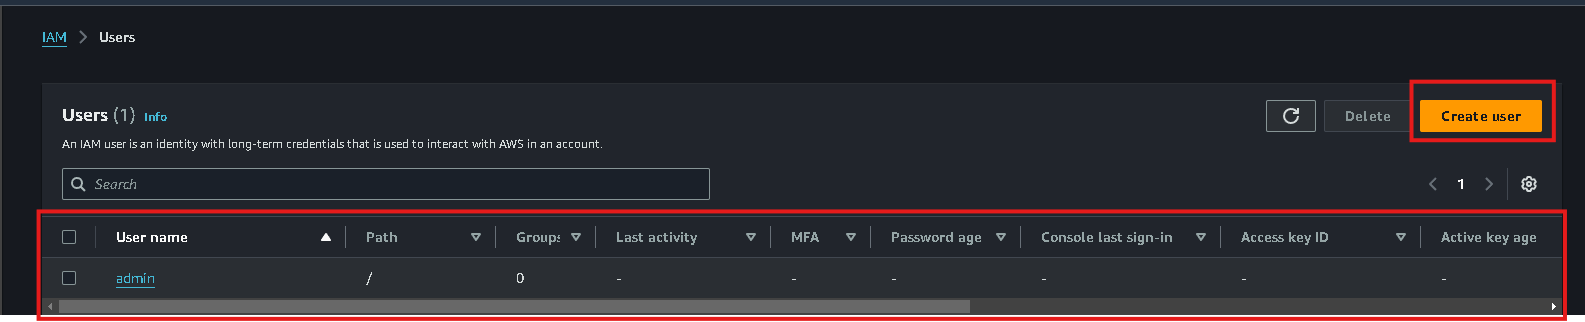 IAM > Users
Users (1) Info
Delete
Create user
An IAM user is an identity with long-term credentials that is used to interact with AWS in an account.
Search
1
User name Path Groups Last activity MFA Password age Console last sign-in Access key ID Active key age
admin / 0 - - - - - -